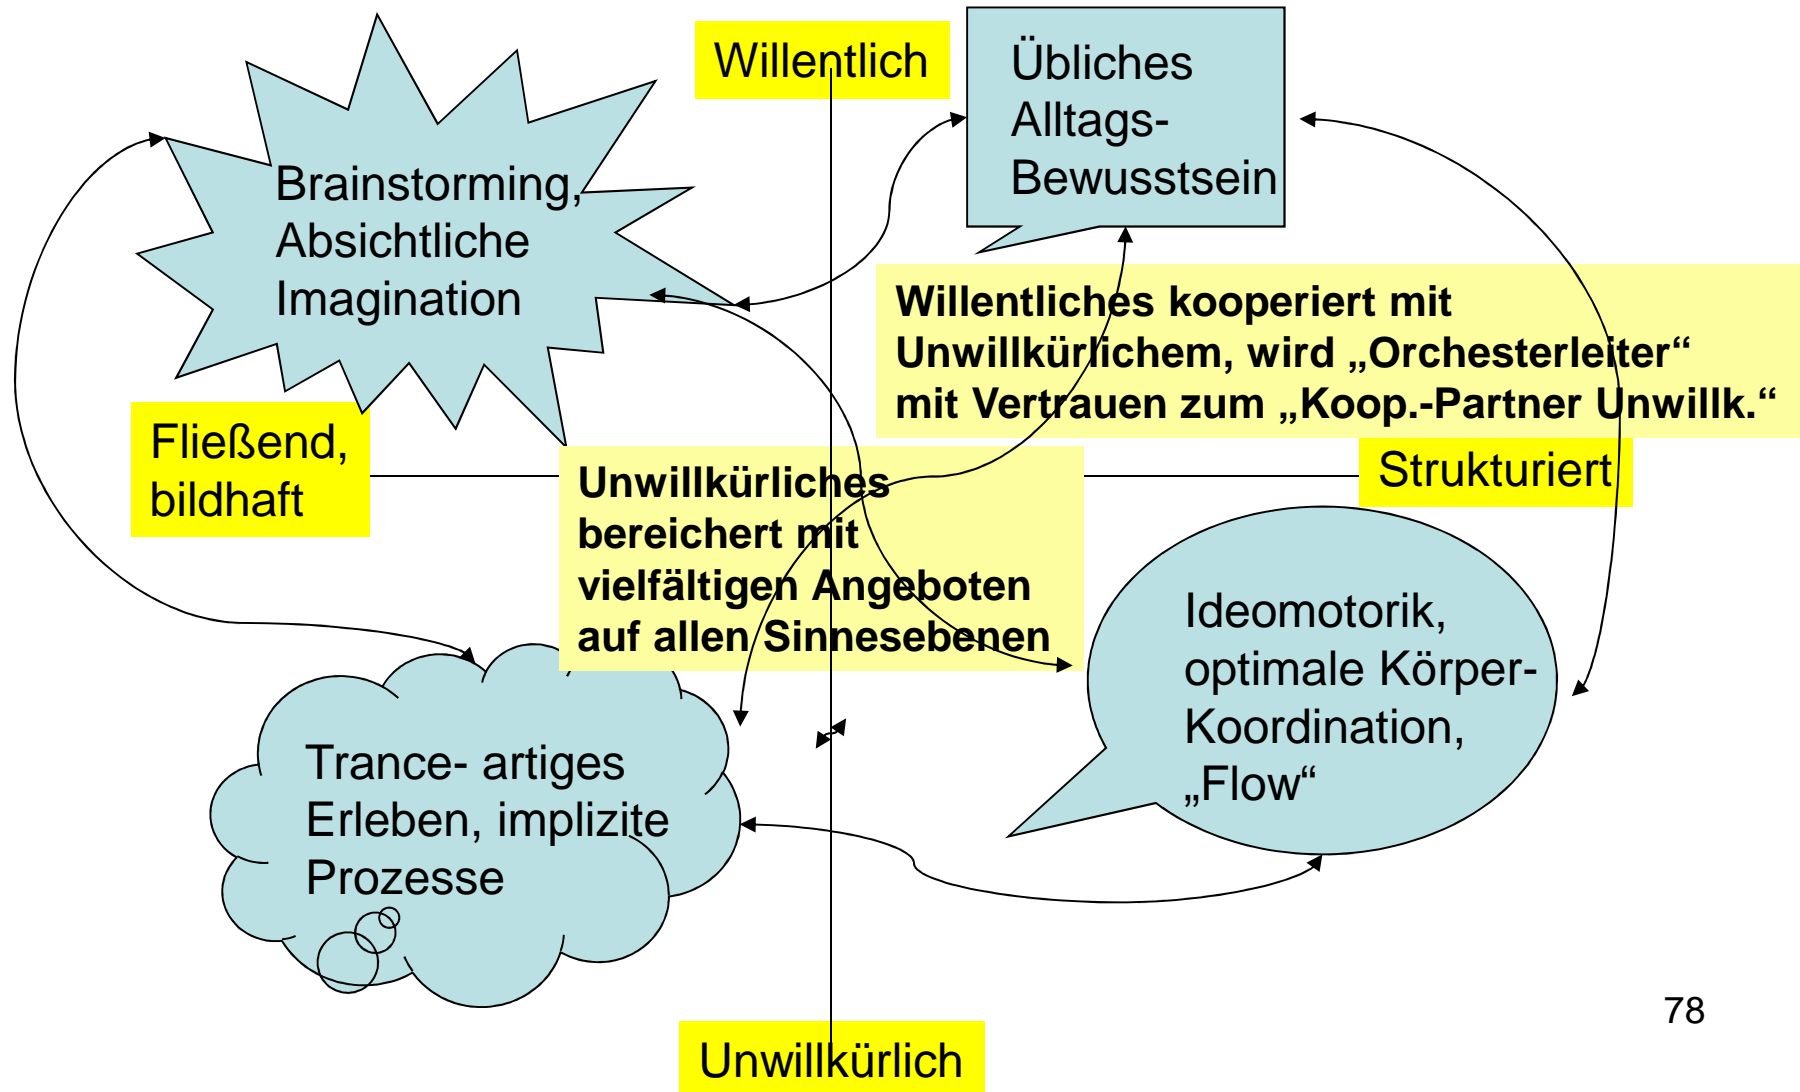 Willentlich
Übliches
Alltags-
Bewusstsein
Brainstorming,
Absichtliche
Imagination
Willentliches kooperiert mit
Unwillkürlichem, wird „Orchesterleiter“
mit Vertrauen zum „Koop.-Partner Unwillk.“
Fließend,
bildhaft
Strukturiert
Unwillkürliches
bereichert mit
vielfältigen Angeboten
auf allen Sinnesebenen
Ideomotorik,
optimale Körper-
Koordination,
„Flow“
Trance- artiges
Erleben, implizite
Prozesse
78
Unwillkürlich